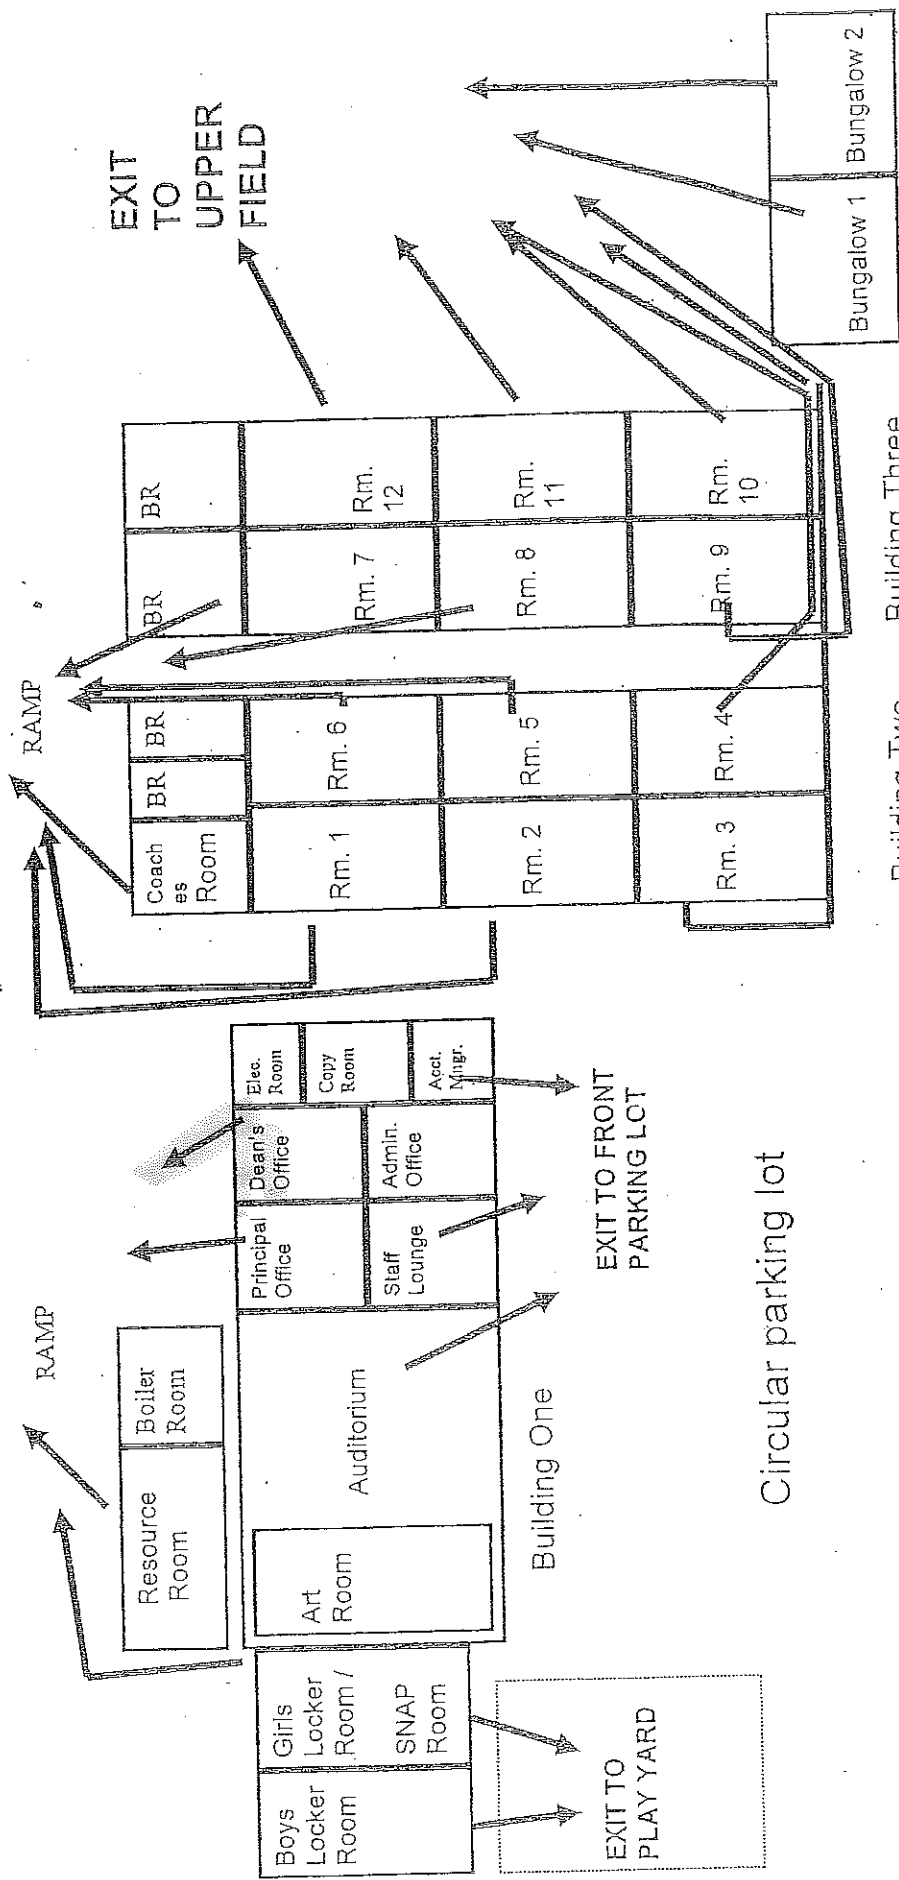 EXIT
TO
UPPER
FIELD
RAMP
RAMP
Resource
Room
Boiler
Room
Boys
Locker
Room
Girls
Locker
Room /
SNAP
Room
Art
Room
Auditorium
Principal
Office
Dean's
Office
Staff
Lounge
Admin.
Office
Elec.
Room
Copy
Room
Acct.
Mngr.
Building One
EXIT TO
PLAY YARD
EXIT TO FRONT
PARKING LOT
Circular parking lot
Coach
es
Room
BR
BR
Rm. 1
Rm. 6
Rm. 2
Rm. 5
Rm. 3
Rm. 4
Building Two
BR
BR
Rm. 7
Rm.
12
Rm. 8
Rm.
11
Rm. 9
Rm.
10
Building Three
Bungalow 1
Bungalow 2